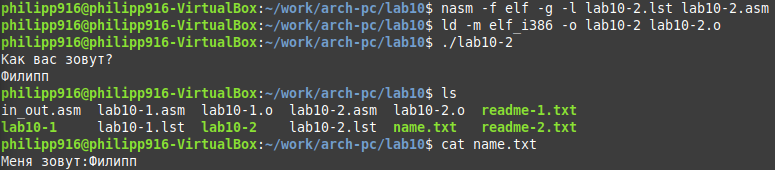 philipp916@philipp916-VirtualBox:~/work/arch-pc/lab10$ nasm -f elf -g -l lab10-2.lst lab10-2.asm
philipp916@philipp916-VirtualBox:~/work/arch-pc/lab10$ ld -m elf_i386 -o lab10-2 lab10-2.o
philipp916@philipp916-VirtualBox:~/work/arch-pc/lab10$ ./lab10-2
Как вас зовут?
Филипп
philipp916@philipp916-VirtualBox:~/work/arch-pc/lab10$ ls
in_out.asm lab10-1.asm lab10-1.o lab10-2.asm lab10-2.o readme-1.txt
lab10-1 lab10-1.lst lab10-2 lab10-2.lst name.txt readme-2.txt
philipp916@philipp916-VirtualBox:~/work/arch-pc/lab10$ cat name.txt
Меня зовут:Филипп